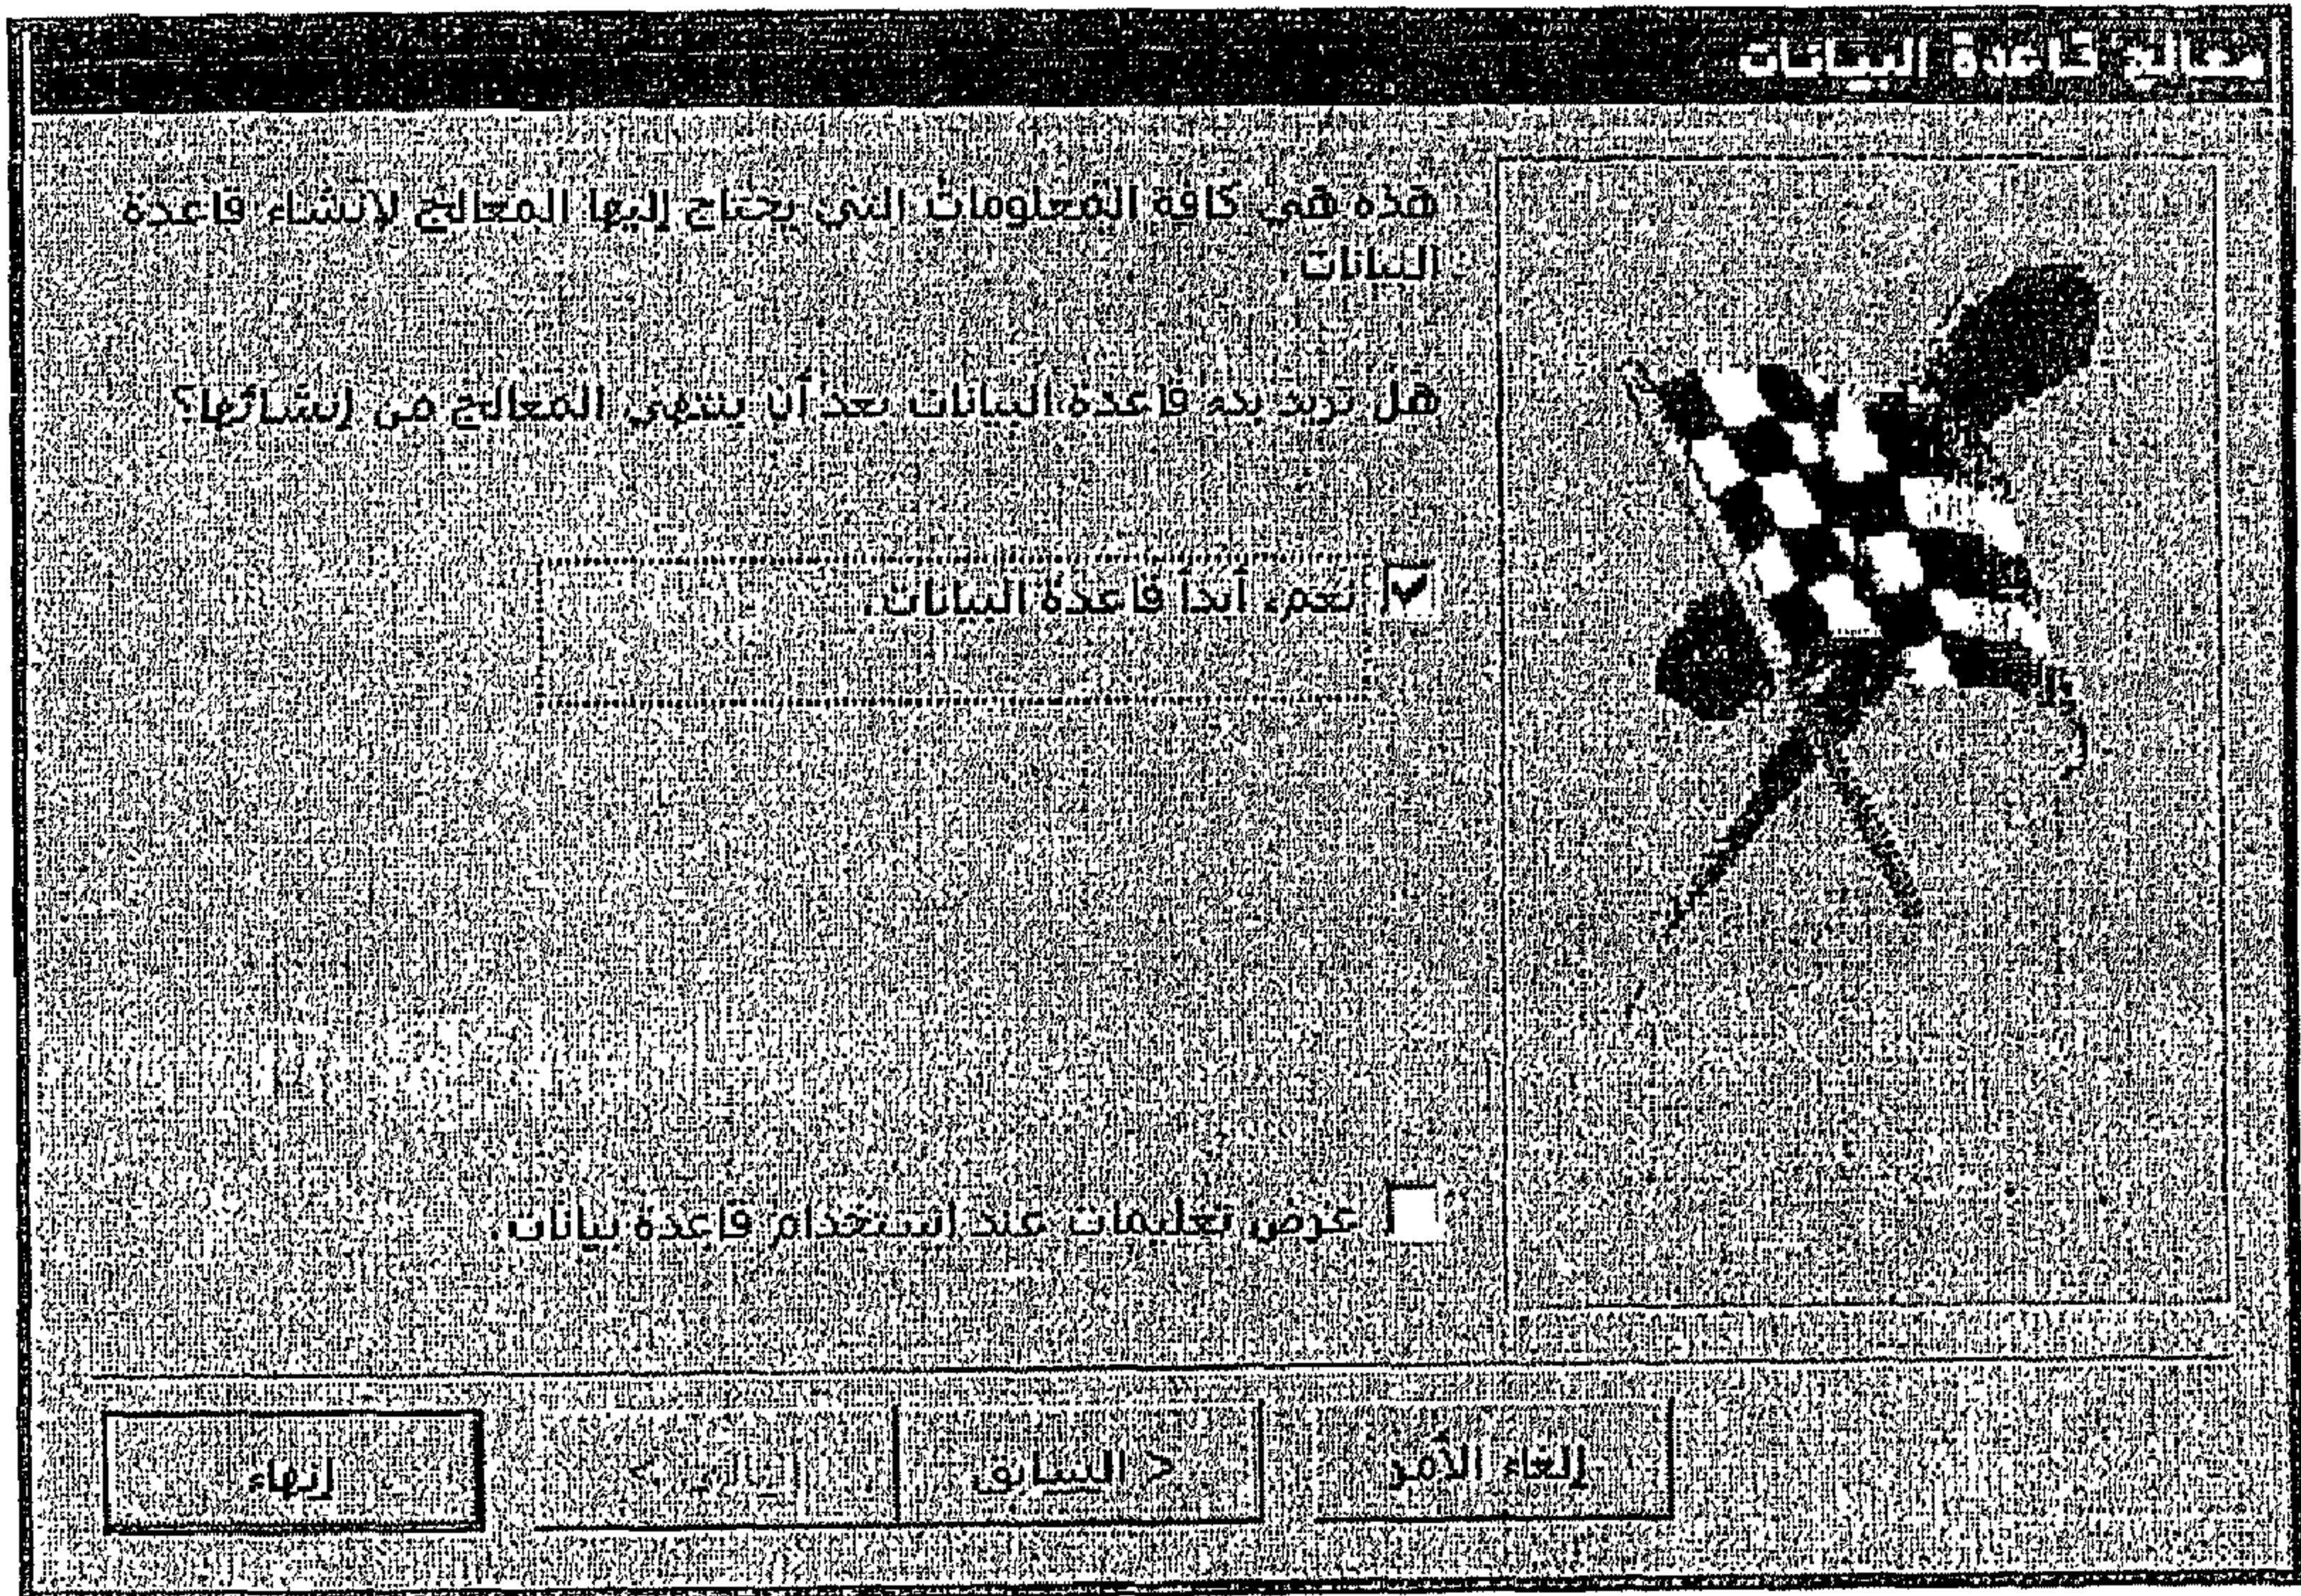 معالج قاعدة البيانات
هذه هي كافة المعلومات التي يحتاج إليها المعالج لإنشاء قاعدة
البيانات.
هل تريد بدء قاعدة البيانات بعد أن ينتهي المعالج من إنشائها؟
نعم، أبدأ قاعدة البيانات.
عرض تعليمات عند استخدام قاعدة بيانات.
إلغاء الأمر
< السابق
التالي >
إنهاء